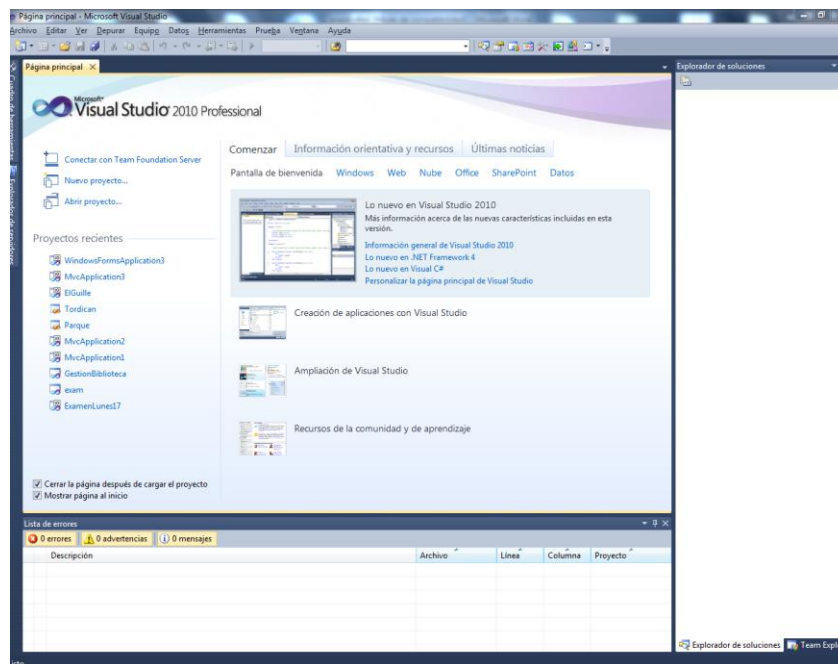 Página principal - Microsoft Visual Studio
Archivo Editar Ver Depurar Equipo Datos Herramientas Prueba Ventana Ayuda
Página principal
Explorador de soluciones
Cuadro de herramientas
Microsoft
Visual Studio 2010 Professional
Conectar con Team Foundation Server
Nuevo proyecto...
Abrir proyecto...
Proyectos recientes
WindowsFormsApplication3
MvcApplication3
ElGuille
Tordican
Parque
MvcApplication2
MvcApplication1
GestionBiblioteca
exam
ExamenLunes17
Cerrar la página después de cargar el proyecto
Mostrar página al inicio
Comenzar Información orientativa y recursos Últimas noticias
Pantalla de bienvenida Windows Web Nube Office SharePoint Datos
Lo nuevo en Visual Studio 2010
Más información acerca de las nuevas características incluidas en esta
versión.
Información general de Visual Studio 2010
Lo nuevo en .NET Framework 4
Lo nuevo en Visual C#
Personalizar la página principal de Visual Studio
Creación de aplicaciones con Visual Studio
Ampliación de Visual Studio
Recursos de la comunidad y de aprendizaje
Lista de errores
0 errores 0 advertencias 0 mensajes
Descripción Archivo Línea Columna Proyecto
Explorador de soluciones Team Expl